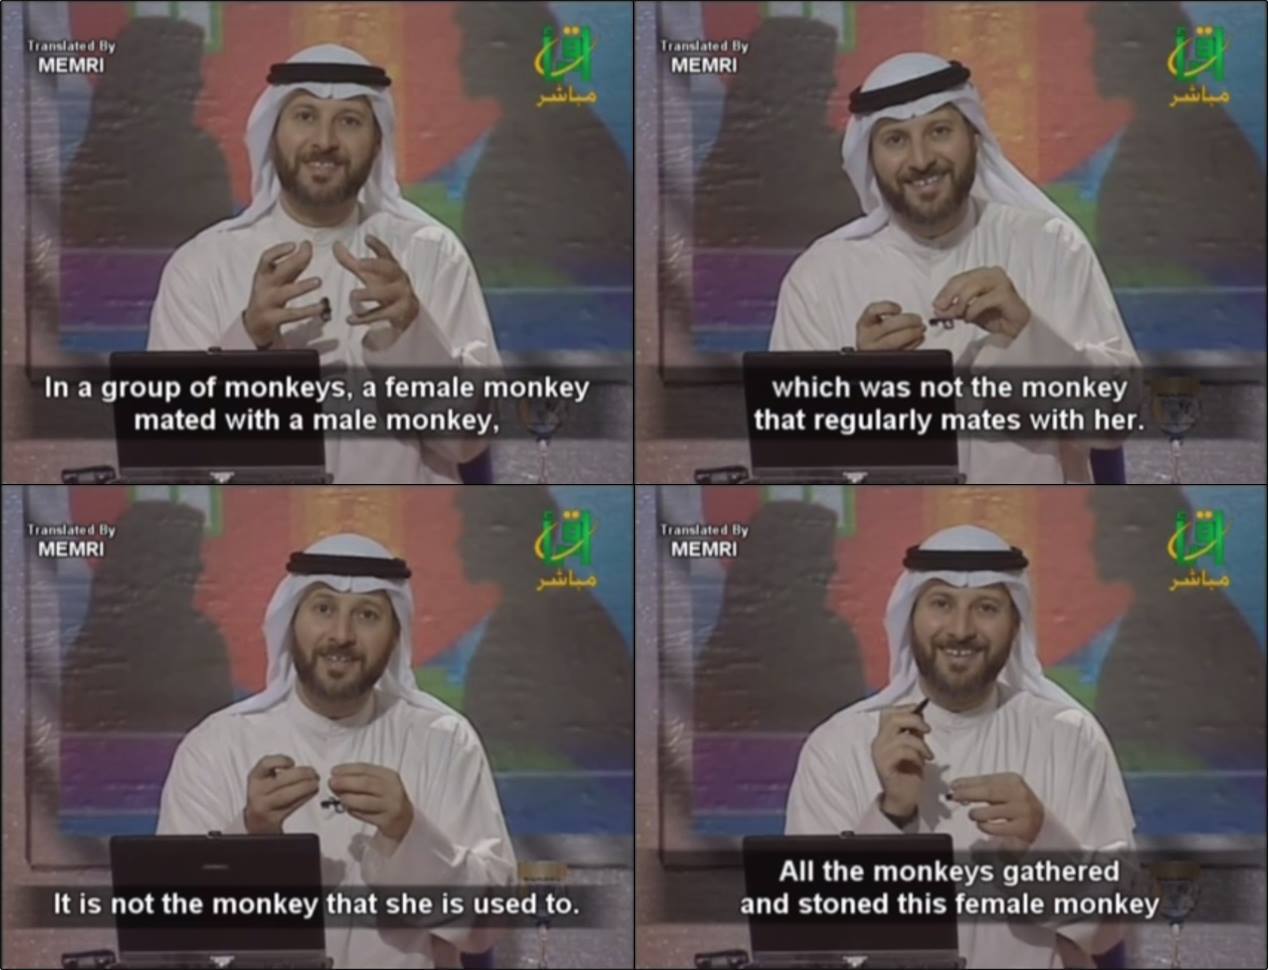 Translated By
MEMRI
اقرأ
مباشر
In a group of monkeys, a female monkey
mated with a male monkey,
Translated By
MEMRI
اقرأ
مباشر
which was not the monkey
that regularly mates with her.
Translated By
MEMRI
اقرأ
مباشر
It is not the monkey that she is used to.
Translated By
MEMRI
اقرأ
مباشر
All the monkeys gathered
and stoned this female monkey